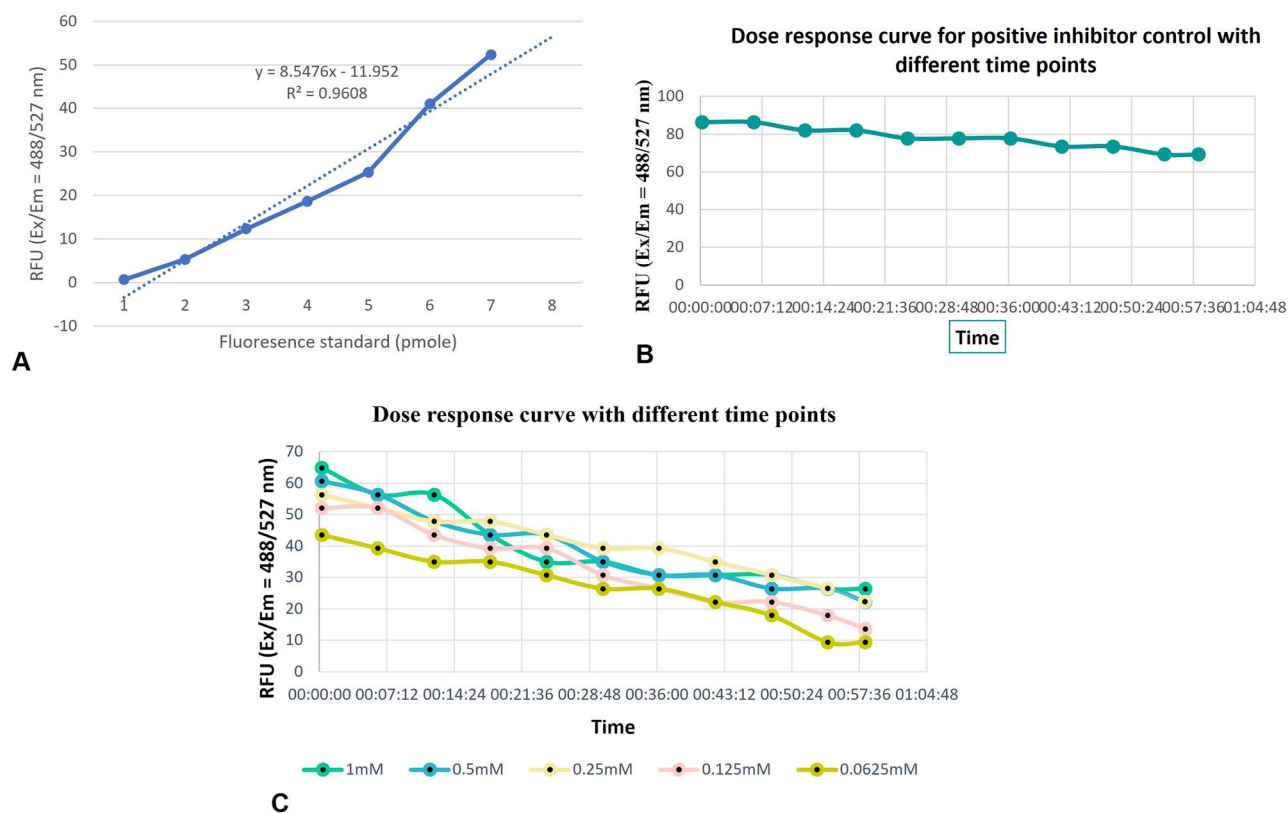 60
50
40
30
20
10
0
-10
RFU (Ex/Em = 488/527 nm)
y = 8.5476x - 11.952
R² = 0.9608
1 2 3 4 5 6 7 8
Fluoresence standard (pmole)
A
Dose response curve for positive inhibitor control with
different time points
100
80
60
40
20
0
RFU (Ex/Em = 488/527 nm)
00:00:00 00:07:12 00:14:24 00:21:36 00:28:48 00:36:00 00:43:12 00:50:24 00:57:36 01:04:48
Time
B
Dose response curve with different time points
70
60
50
40
30
20
10
0
RFU (Ex/Em = 488/527 nm)
00:00:00 00:07:12 00:14:24 00:21:36 00:28:48 00:36:00 00:43:12 00:50:24 00:57:36 01:04:48
Time
1mM 0.5mM 0.25mM 0.125mM 0.0625mM
C